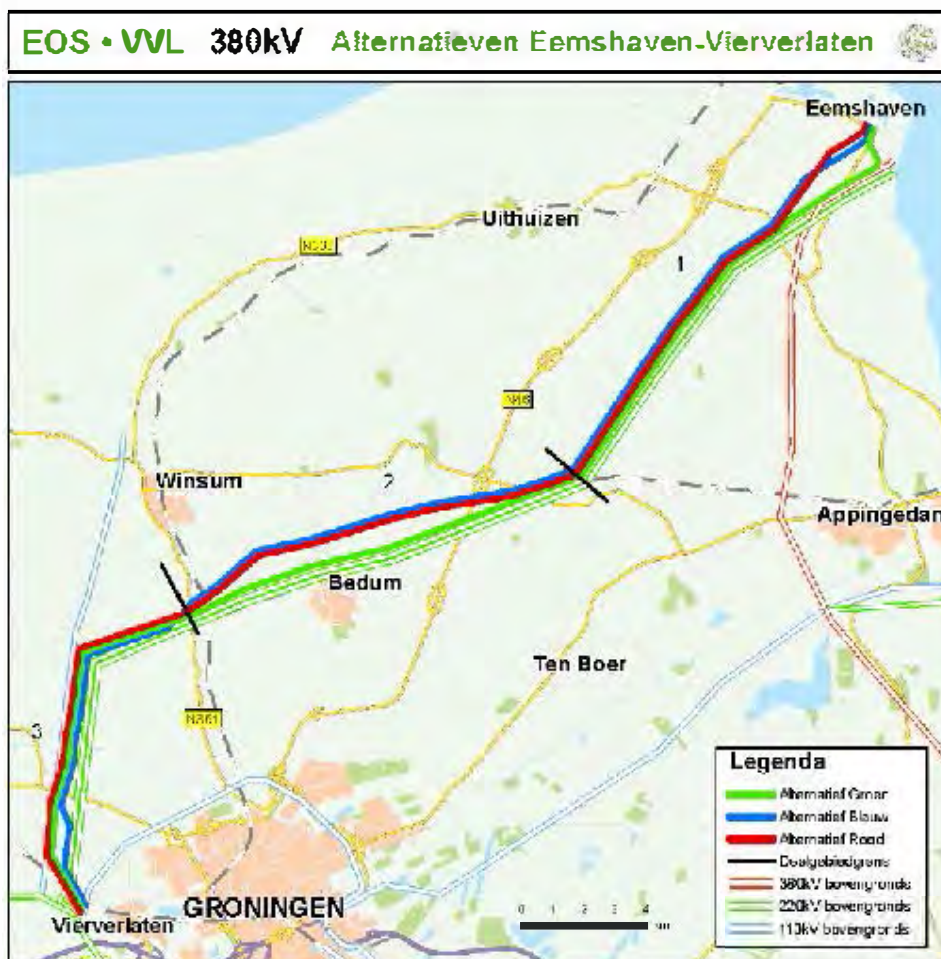 EOS • VVL 380kV Alternatieven Eemshaven-Vierverlaten
Eemshaven
Uithuizen
1
N46
2
Winsum
Appingedam
Bedum
Ten Boer
N361
3
Legenda
Alternatief Groen
Alternatief Blauw
Alternatief Rood
Deelgebiedgrens
380kV bovengronds
220kV bovengronds
110kV bovengronds
0 1 2 3 4
km
GRONINGEN
Vierverlaten